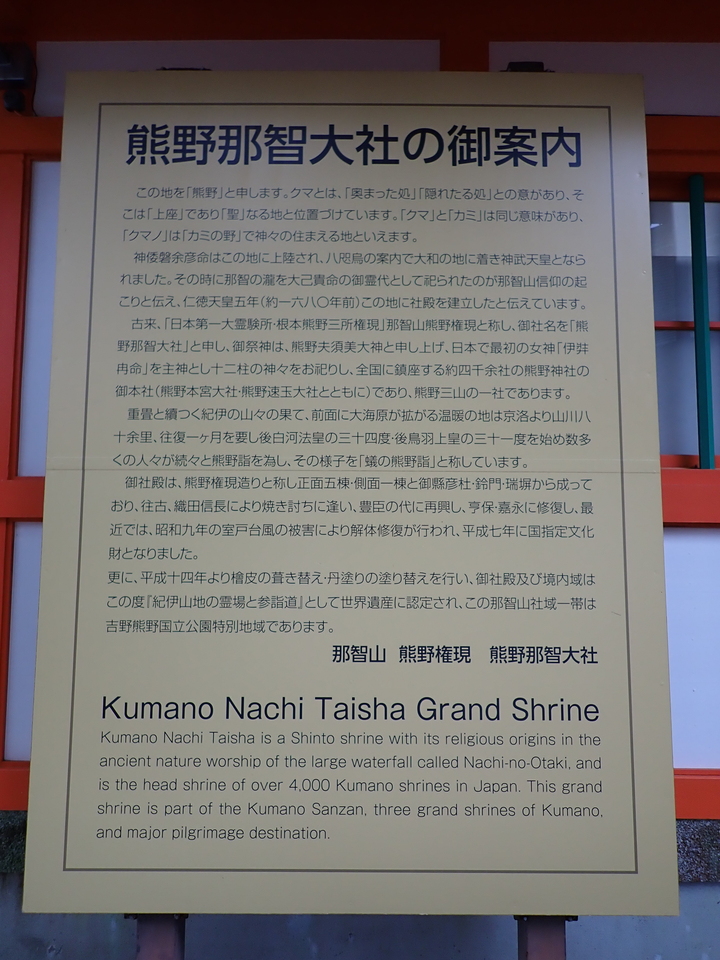 熊野那智大社の御案内
この地を「熊野」と申します。クマとは、「奥まった処」「隠れたる処」との意があり、そ
こは「上座」であり「聖」なる地と位置づけています。「クマ」と「カミ」は同じ意味があり、
「クマノ」は「カミの野」で神々の住まえる地といえます。
神倭磐余彦命はこの地に上陸され、八咫烏の案内で大和の地に着き神武天皇となら
れました。その時に那智の瀧を大己貴命の御霊代として祀られたのが那智山信仰の起
こりと伝え、仁徳天皇五年(約一六八〇年前)この地に社殿を建立したと伝えています。
古来、「日本第一大霊験所・根本熊野三所権現」那智山熊野権現と称し、御社名を「熊
野那智大社」と申し、御祭神は、熊野夫須美大神と申し上げ、日本で最初の女神「伊弉
冉命」を主神とし十二柱の神々をお祀りし、全国に鎮座する約四千余社の熊野神社の
御本社(熊野本宮大社・熊野速玉大社とともに)であり、熊野三山の一社であります。
重畳と續つく紀伊の山々の果て、前面に大海原が拡がる温暖の地は京洛より山川八
十余里、往復一ヶ月を要し後白河法皇の三十四度・後鳥羽上皇の三十一度を始め数多
くの人々が続々と熊野詣を為し、その様子を「蟻の熊野詣」と称しています。
御社殿は、熊野権現造りと称し正面五棟・側面一棟と御縣彦社・鈴門・瑞塀から成って
おり、往古、織田信長により焼き討ちに逢い、豊臣の代に再興し、享保・嘉永に修復し、最
近では、昭和九年の室戸台風の被害により解体修復が行われ、平成七年に国指定文化
財となりました。
更に、平成十四年より檜皮の葺き替え・丹塗りの塗り替えを行い、御社殿及び境内域は
この度『紀伊山地の霊場と参詣道』として世界遺産に認定され、この那智山社域一帯は
吉野熊野国立公園特別地域であります。
那智山 熊野権現 熊野那智大社
Kumano Nachi Taisha Grand Shrine
Kumano Nachi Taisha is a Shinto shrine with its religious origins in the
ancient nature worship of the large waterfall called Nachi-no-Otaki, and
is the head shrine of over 4,000 Kumano shrines in Japan. This grand
shrine is part of the Kumano Sanzan, three grand shrines of Kumano,
and major pilgrimage destination.